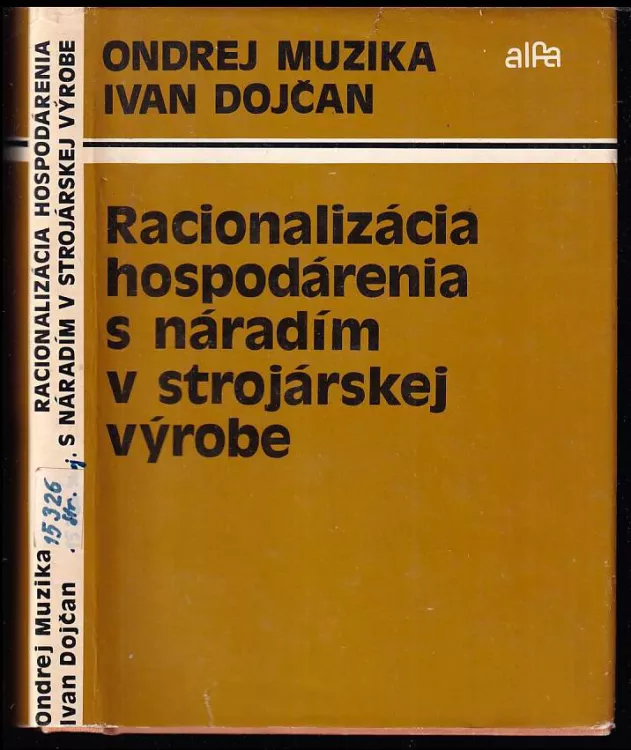 ONDREJ MUZIKA
IVAN DOJČAN
alfa
Racionalizácia
hospodárenia
s náradím
v strojárskej
výrobe
Ondrej Muzika
Ivan Dojčan
RACIONALIZÁCIA HOSPODÁRENIA
S NÁRADÍM V STROJÁRSKEJ VÝROBE
15326
str.